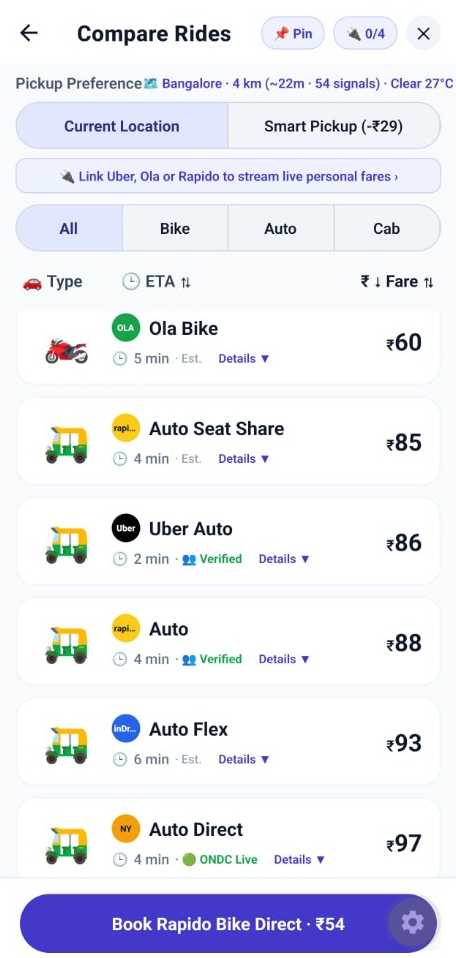 Compare Rides
📌 Pin
🔌 0/4
Pickup Preference 🗺️ Bangalore · 4 km (~22m · 54 signals) · Clear 27°C
Current Location
Smart Pickup (-₹29)
🔌 Link Uber, Ola or Rapido to stream live personal fares ›
All
Bike
Auto
Cab
🚗 Type
🕒 ETA ⇅
₹ ↓ Fare ⇅
OLA Ola Bike
🕒 5 min · Est. Details ▼
₹60
rapi... Auto Seat Share
🕒 4 min · Est. Details ▼
₹85
Uber Uber Auto
🕒 2 min · 👥 Verified Details ▼
₹86
rapi... Auto
🕒 4 min · 👥 Verified Details ▼
₹88
inDr... Auto Flex
🕒 6 min · Est. Details ▼
₹93
NY Auto Direct
🕒 4 min · 🟢 ONDC Live Details ▼
₹97
Book Rapido Bike Direct · ₹54